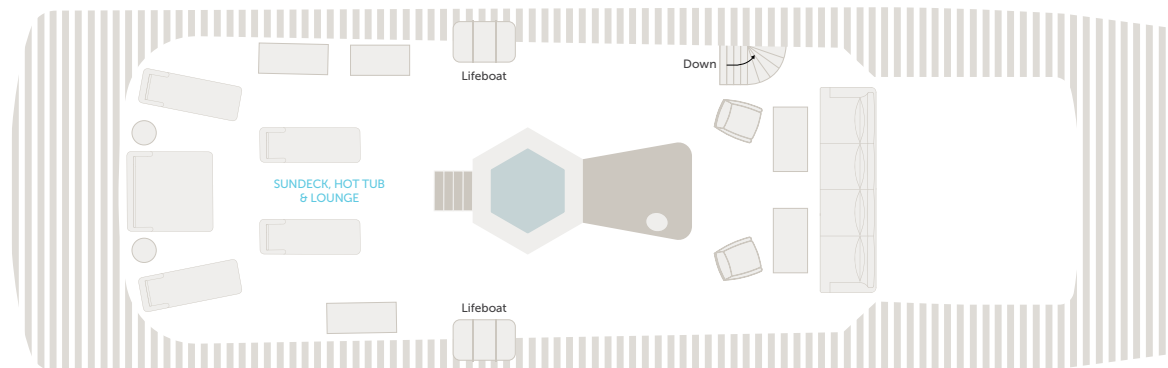 Lifeboat
Down
SUNDECK, HOT TUB
& LOUNGE
Lifeboat